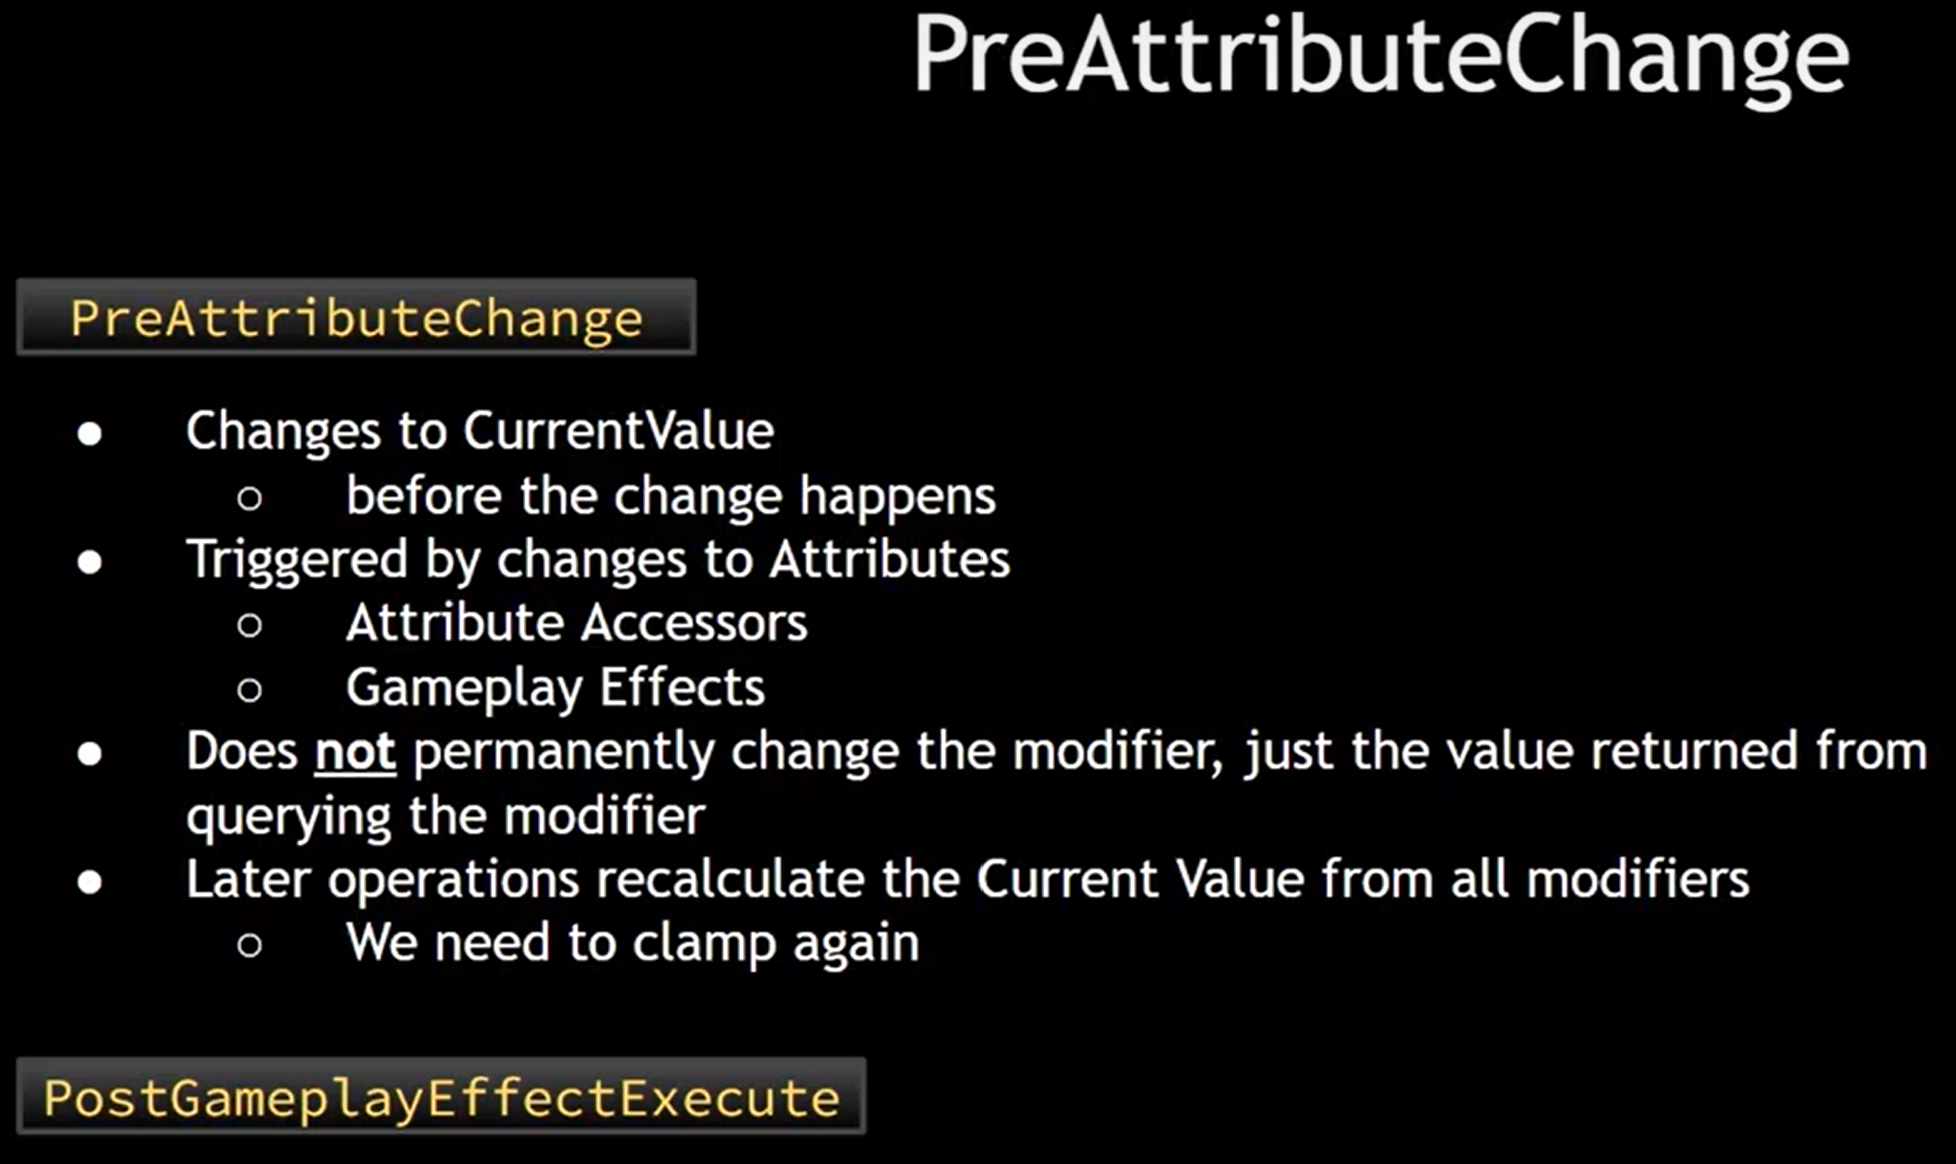 PreAttributeChange
PreAttributeChange
● Changes to CurrentValue
○ before the change happens
● Triggered by changes to Attributes
○ Attribute Accessors
○ Gameplay Effects
● Does not permanently change the modifier, just the value returned from
querying the modifier
● Later operations recalculate the Current Value from all modifiers
○ We need to clamp again
PostGameplayEffectExecute